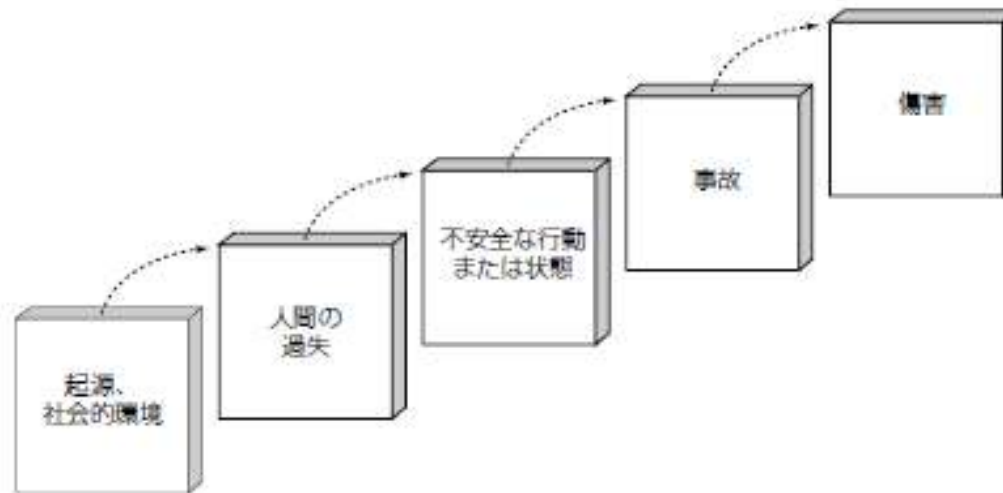 起源、
社会的環境
人間の
過失
不安全な行動
または状態
事故
傷害